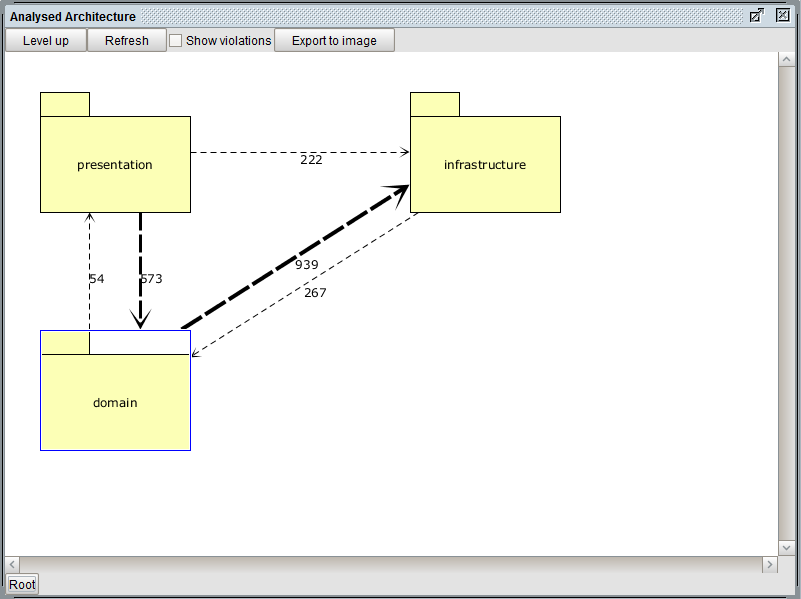 Analysed Architecture
Level up Refresh Show violations Export to image
presentation
infrastructure
222
54
573
939
267
domain
Root